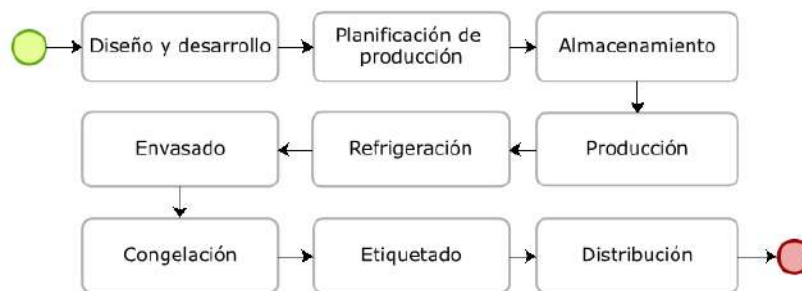 Diseño y desarrollo
Planificación de
producción
Almacenamiento
Producción
Refrigeración
Envasado
Congelación
Etiquetado
Distribución